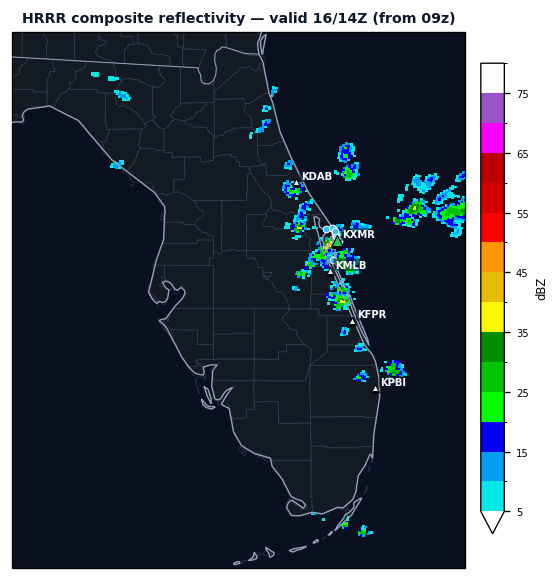 HRRR composite reflectivity — valid 16/14Z (from 09z)
KDAB
KXMR
KMLB
KFPR
KPBI
75
65
55
45
35
25
15
5
dBZ